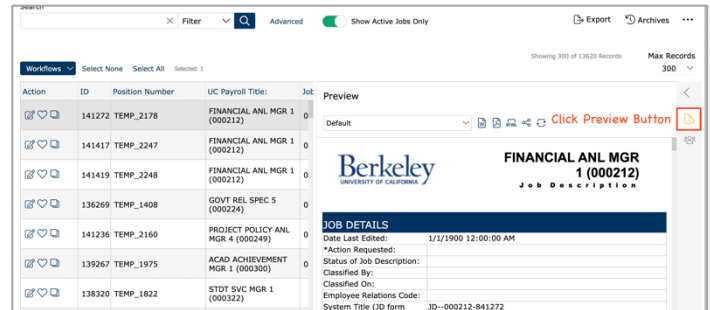 Search
Filter
Advanced
Show Active Jobs Only
Export
Archives
Showing 300 of 13620 Records
Max Records
300
Workflows
Select None
Select All
Selected: 1
Action ID Position Number UC Payroll Title: Job
141272 TEMP_2178 FINANCIAL ANL MGR 1 0
(000212)
141417 TEMP_2247 FINANCIAL ANL MGR 1 0
(000212)
141419 TEMP_2248 FINANCIAL ANL MGR 1 0
(000212)
136269 TEMP_1408 GOVT REL SPEC 5 0
(000224)
141236 TEMP_2160 PROJECT POLICY ANL 0
MGR 4 (000249)
139267 TEMP_1975 ACAD ACHIEVEMENT 0
MGR 1 (000300)
138320 TEMP_1822 STDT SVC MGR 1 0
(000322)
Preview
Default
Click Preview Button
Berkeley
UNIVERSITY OF CALIFORNIA
FINANCIAL ANL MGR
1 (000212)
Job Description
JOB DETAILS
Date Last Edited: 1/1/1900 12:00:00 AM
*Action Requested:
Status of Job Description:
Classified By:
Classified On:
Employee Relations Code:
System Title (JD form JD--000212-841272